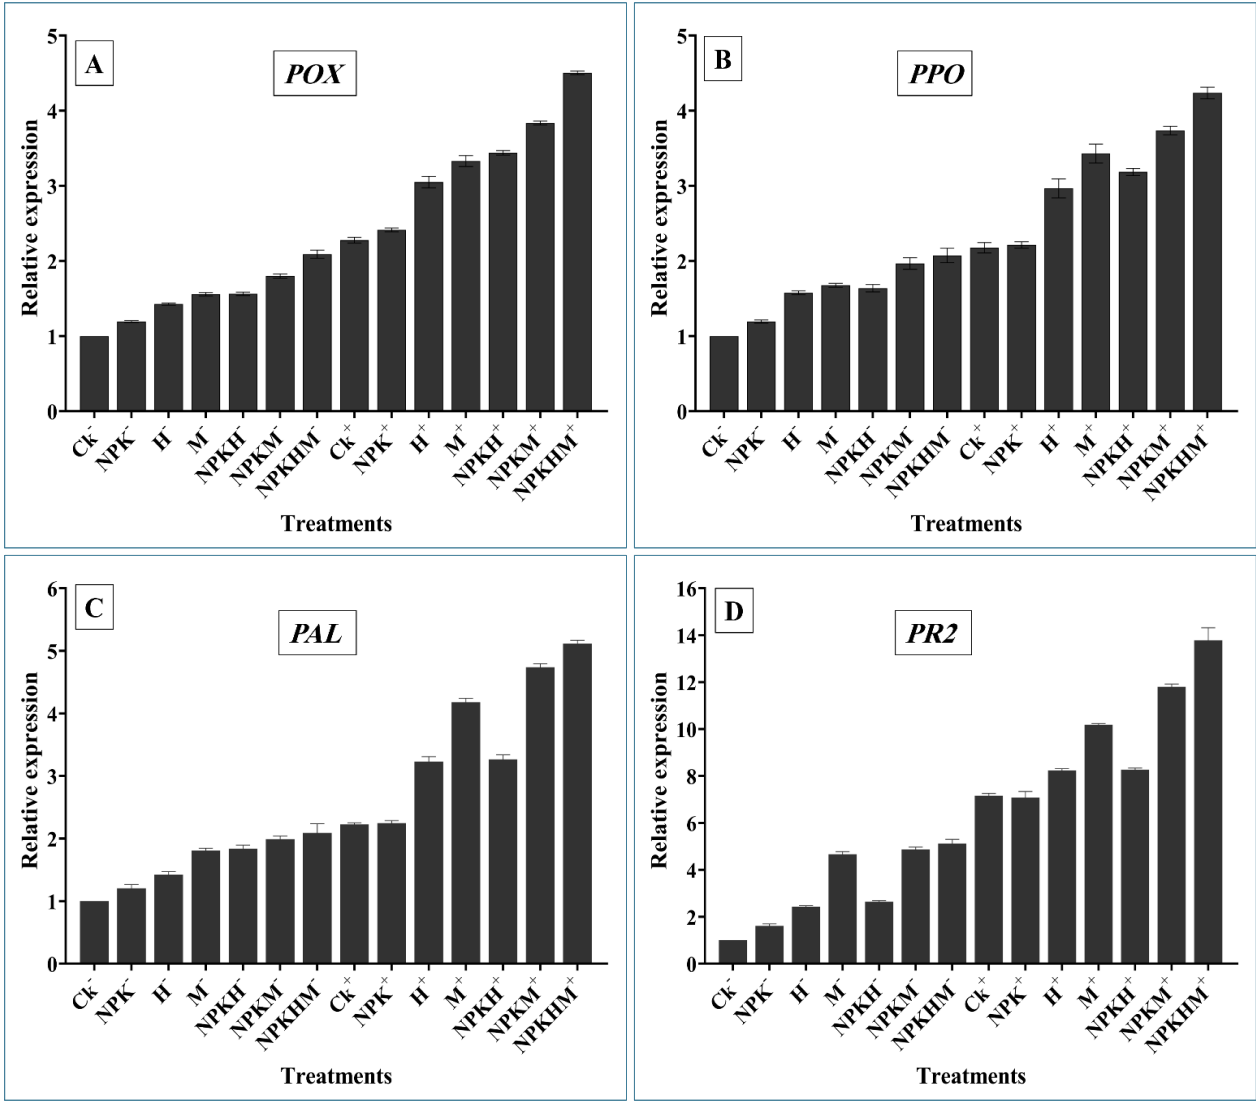 A
POX
Relative expression
5
4
3
2
1
0
Ck⁻
NPK⁻
H⁻
M⁻
NPKH⁻
NPKM⁻
NPKHM⁻
Ck⁺
NPK⁺
H⁺
M⁺
NPKH⁺
NPKM⁺
NPKHM⁺
Treatments
B
PPO
Relative expression
5
4
3
2
1
0
Ck⁻
NPK⁻
H⁻
M⁻
NPKH⁻
NPKM⁻
NPKHM⁻
Ck⁺
NPK⁺
H⁺
M⁺
NPKH⁺
NPKM⁺
NPKHM⁺
Treatments
C
PAL
Relative expression
6
5
4
3
2
1
0
Ck⁻
NPK⁻
H⁻
M⁻
NPKH⁻
NPKM⁻
NPKHM⁻
Ck⁺
NPK⁺
H⁺
M⁺
NPKH⁺
NPKM⁺
NPKHM⁺
Treatments
D
PR2
Relative expression
16
14
12
10
8
6
4
2
0
Ck⁻
NPK⁻
H⁻
M⁻
NPKH⁻
NPKM⁻
NPKHM⁻
Ck⁺
NPK⁺
H⁺
M⁺
NPKH⁺
NPKM⁺
NPKHM⁺
Treatments